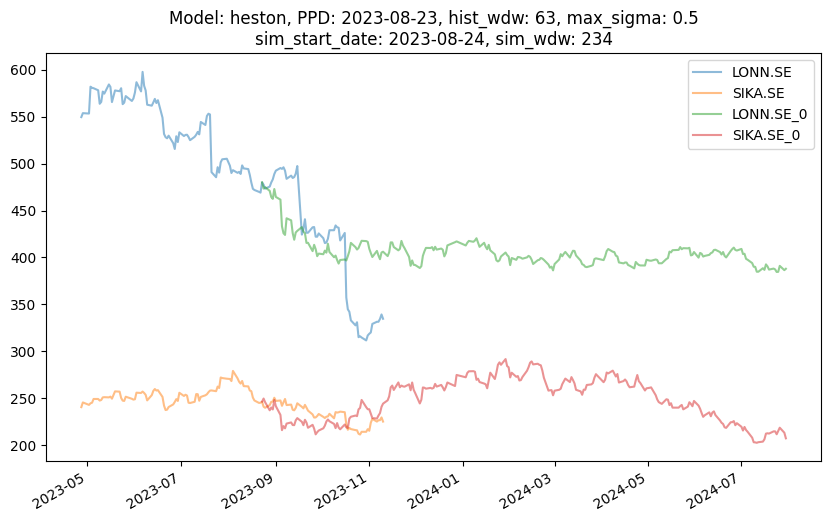 Model: heston, PPD: 2023-08-23, hist_wdw: 63, max_sigma: 0.5
sim_start_date: 2023-08-24, sim_wdw: 234
LONN.SE
SIKA.SE
LONN.SE_0
SIKA.SE_0
600
550
500
450
400
350
300
250
200
2023-05
2023-07
2023-09
2023-11
2024-01
2024-03
2024-05
2024-07